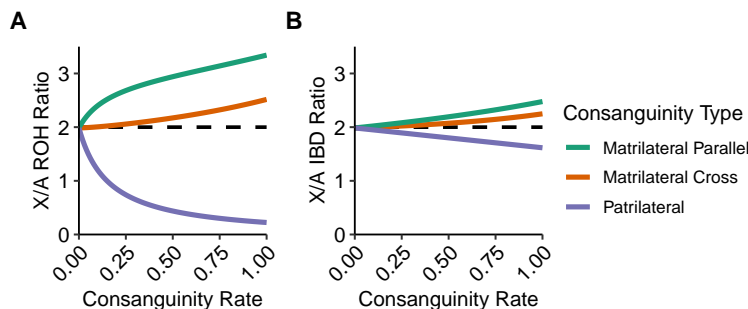 A
B
X/A ROH Ratio
3
2
1
0
0.00
0.25
0.50
0.75
1.00
Consanguinity Rate
X/A IBD Ratio
3
2
1
0
0.00
0.25
0.50
0.75
1.00
Consanguinity Rate
Consanguinity Type
Matrilateral Parallel
Matrilateral Cross
Patrilateral